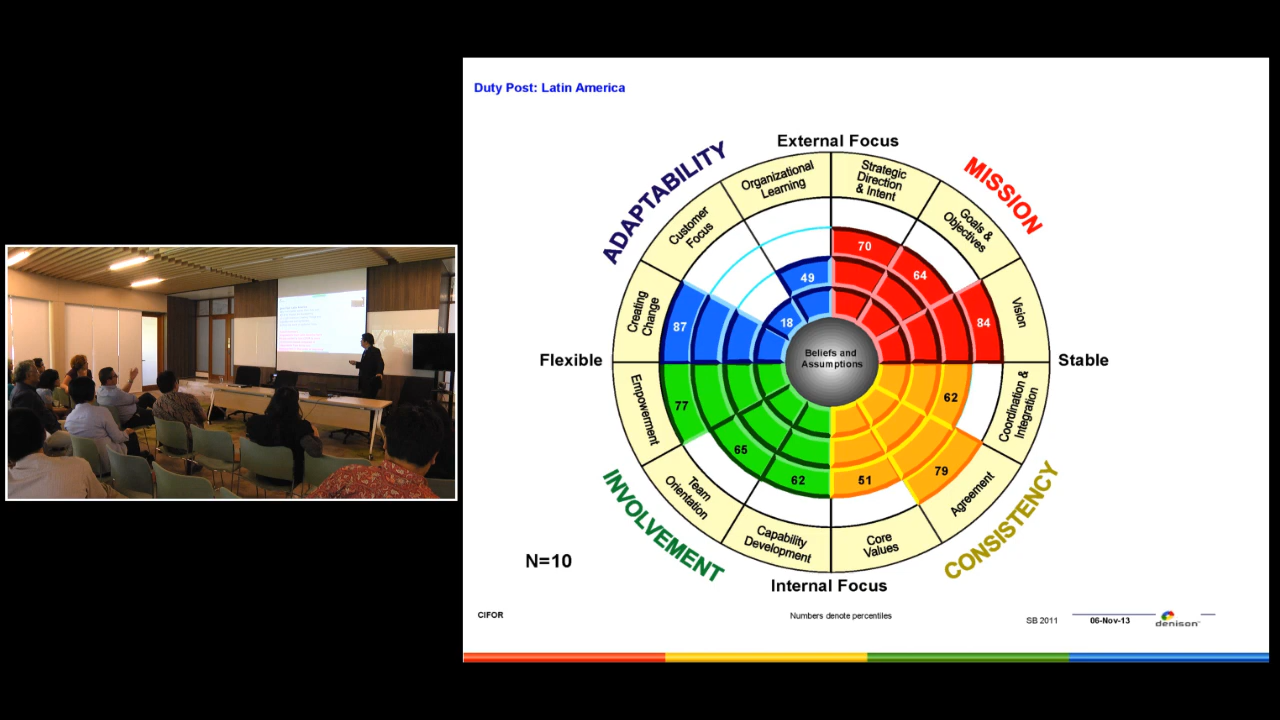 Duty Post: Latin America
External Focus
ADAPTABILITY
MISSION
Organizational
Learning
Strategic
Direction
& Intent
Customer
Focus
Goals &
Objectives
Creating
Change
Vision
70
49
64
18
87
84
Beliefs and
Assumptions
Flexible
Stable
Empowerment
77
62
Coordination &
Integration
65
79
62
51
Team
Orientation
Agreement
Capability
Development
Core
Values
INVOLVEMENT
CONSISTENCY
N=10
Internal Focus
CIFOR
Numbers denote percentiles
SB 2011
06-Nov-13
denison